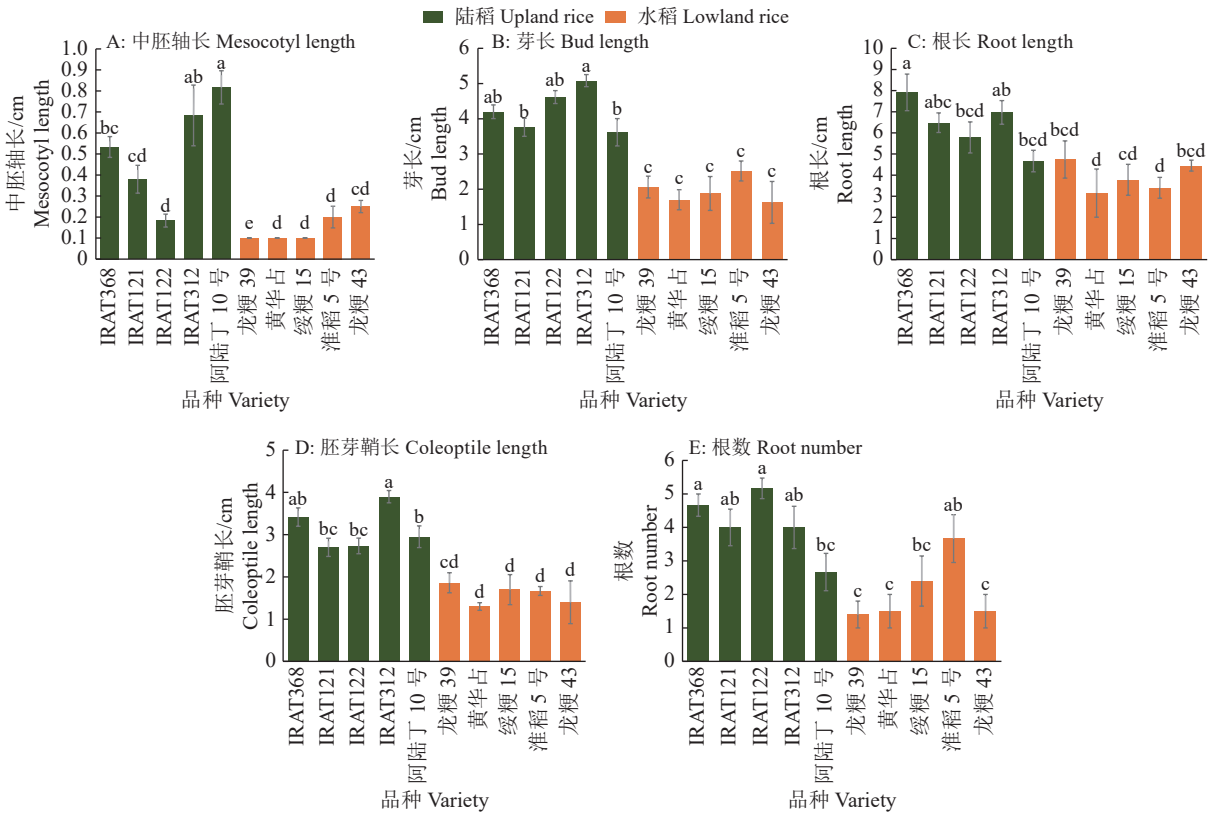 陆稻 Upland rice 水稻 Lowland rice
A: 中胚轴长 Mesocotyl length
中胚轴长/cm
Mesocotyl length
1.0
0.9
0.8
0.7
0.6
0.5
0.4
0.3
0.2
0.1
0
bc
cd
d
ab
a
e
d
d
d
cd
IRAT368
IRAT121
IRAT122
IRAT312
阿陆丁 10 号
龙粳 39
黄华占
绥粳 15
淮稻 5 号
龙粳 43
品种 Variety
B: 芽长 Bud length
芽长/cm
Bud length
6
5
4
3
2
1
0
ab
b
ab
a
b
c
c
c
c
c
IRAT368
IRAT121
IRAT122
IRAT312
阿陆丁 10 号
龙粳 39
黄华占
绥粳 15
淮稻 5 号
龙粳 43
品种 Variety
C: 根长 Root length
根长/cm
Root length
10
9
8
7
6
5
4
3
2
1
0
a
abc
bcd
ab
bcd
bcd
d
cd
d
bcd
IRAT368
IRAT121
IRAT122
IRAT312
阿陆丁 10 号
龙粳 39
黄华占
绥粳 15
淮稻 5 号
龙粳 43
品种 Variety
D: 胚芽鞘长 Coleoptile length
胚芽鞘长/cm
Coleoptile length
5
4
3
2
1
0
ab
bc
bc
a
b
cd
d
d
d
d
IRAT368
IRAT121
IRAT122
IRAT312
阿陆丁 10 号
龙粳 39
黄华占
绥粳 15
淮稻 5 号
龙粳 43
品种 Variety
E: 根数 Root number
根数
Root number
6
5
4
3
2
1
0
a
ab
a
ab
bc
c
c
bc
ab
c
IRAT368
IRAT121
IRAT122
IRAT312
阿陆丁 10 号
龙粳 39
黄华占
绥粳 15
淮稻 5 号
龙粳 43
品种 Variety